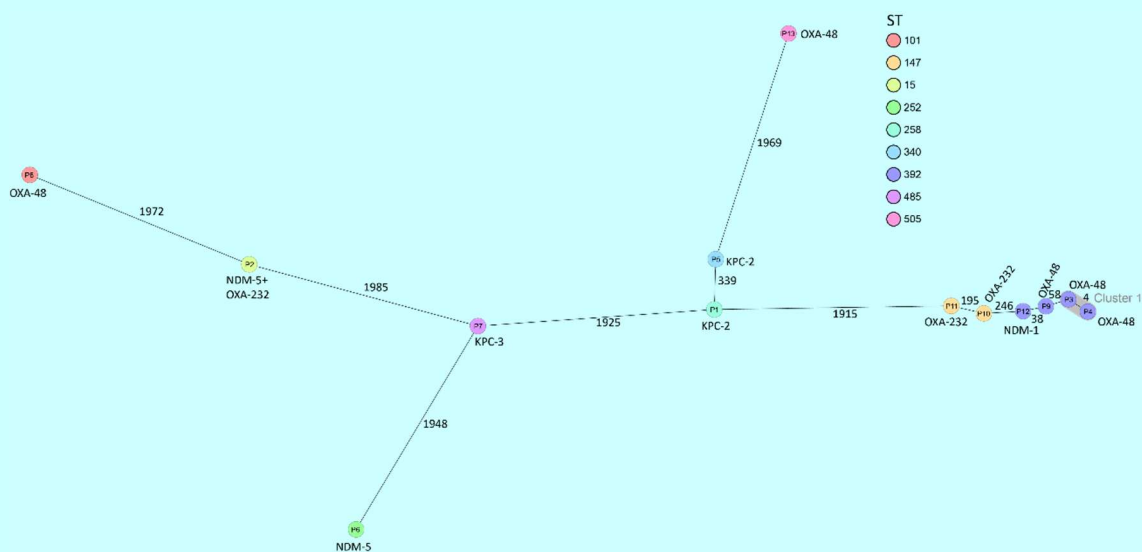 ST
101
147
15
252
258
340
392
485
505
P13 OXA-48
1969
P8
OXA-48
1972
P2
NDM-5+
OXA-232
1985
P5 KPC-2
339
P1
KPC-2
1925
P7
KPC-3
1948
P6
NDM-5
1915
P11
OXA-232
195
P10
OXA-232
246
P12
NDM-1
38
P9
OXA-48
58
P3
OXA-48
4
Cluster 1
P4
OXA-48